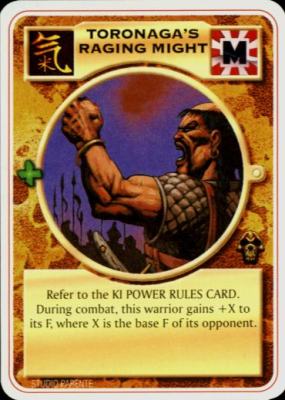 氣
TORONAGA'S
RAGING MIGHT
M
Refer to the KI POWER RULES CARD.
During combat, this warrior gains +X to
its F, where X is the base F of its opponent.
STUDIO PARENTE